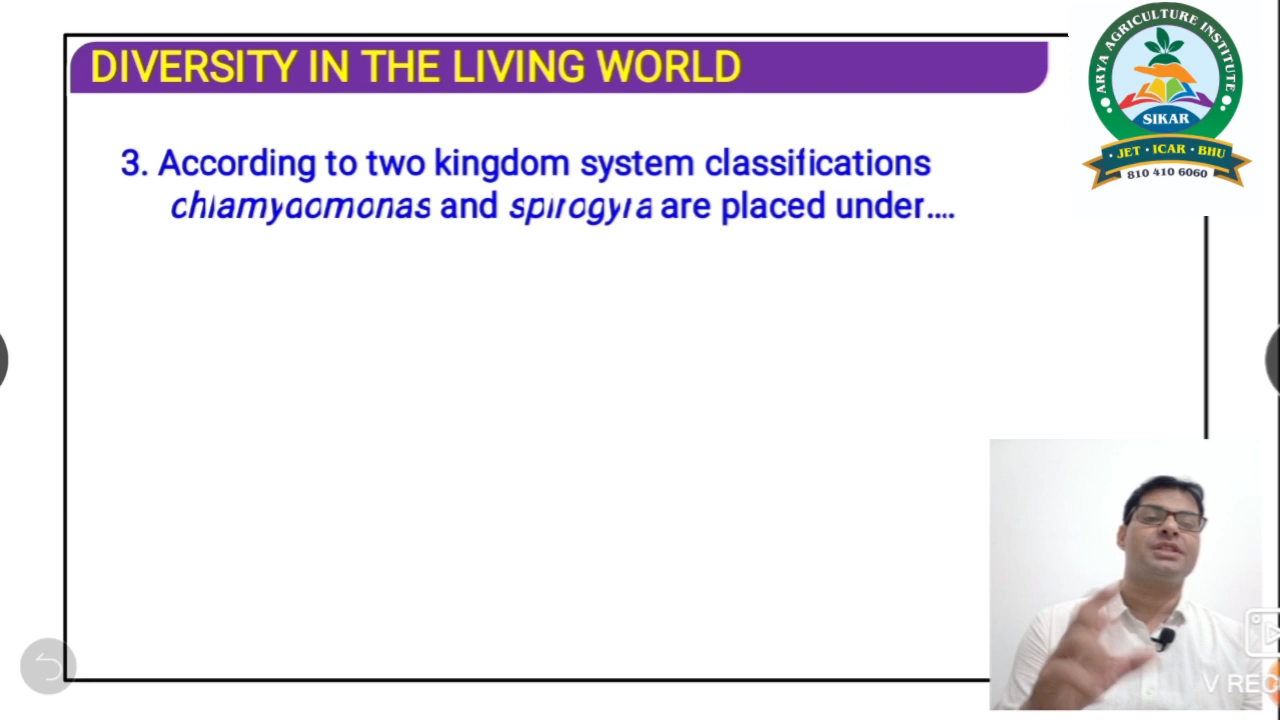 DIVERSITY IN THE LIVING WORLD
3. According to two kingdom system classifications
chlamydomonas and spirogyra are placed under....
ARYA AGRICULTURE INSTITUTE
SIKAR
JET · ICAR · BHU
810 410 6060
V REC